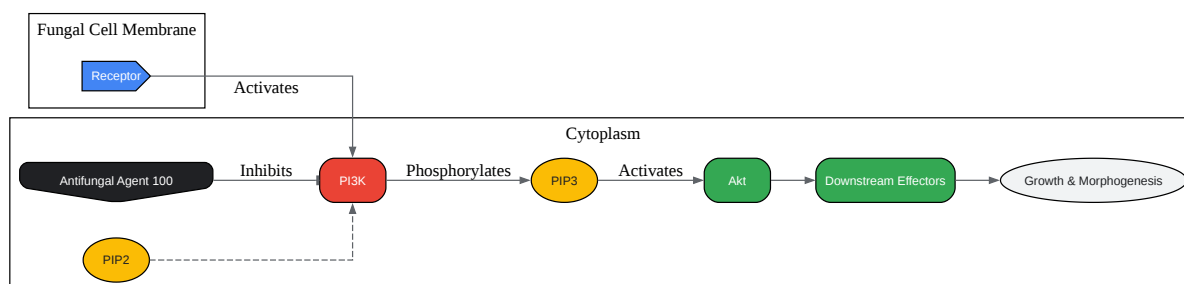 Fungal Cell Membrane
Receptor
Activates
Cytoplasm
Antifungal Agent 100
Inhibits
PI3K
Phosphorylates
PIP3
Activates
Akt
Downstream Effectors
Growth & Morphogenesis
PIP2